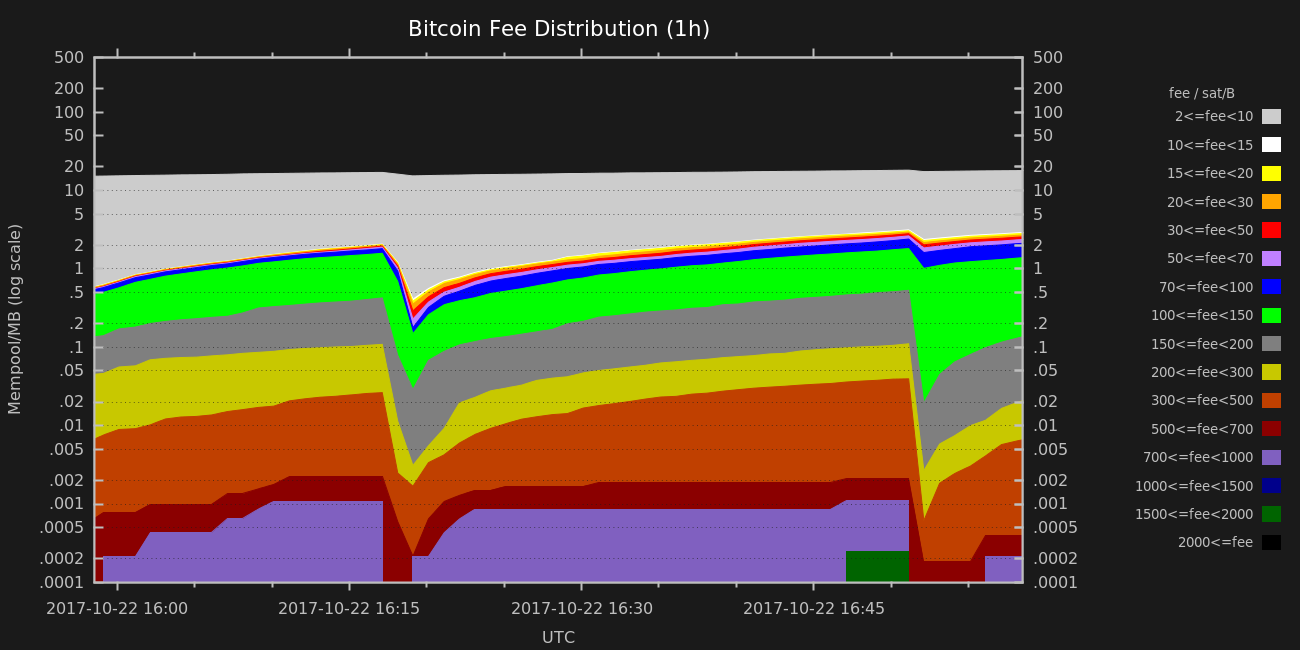 Bitcoin Fee Distribution (1h)
Mempool/MB (log scale)
500
200
100
50
20
10
5
2
1
.5
.2
.1
.05
.02
.01
.005
.002
.001
.0005
.0002
.0001
500
200
100
50
20
10
5
2
1
.5
.2
.1
.05
.02
.01
.005
.002
.001
.0005
.0002
.0001
2017-10-22 16:00
2017-10-22 16:15
2017-10-22 16:30
2017-10-22 16:45
UTC
fee / sat/B
2<=fee<10
10<=fee<15
15<=fee<20
20<=fee<30
30<=fee<50
50<=fee<70
70<=fee<100
100<=fee<150
150<=fee<200
200<=fee<300
300<=fee<500
500<=fee<700
700<=fee<1000
1000<=fee<1500
1500<=fee<2000
2000<=fee